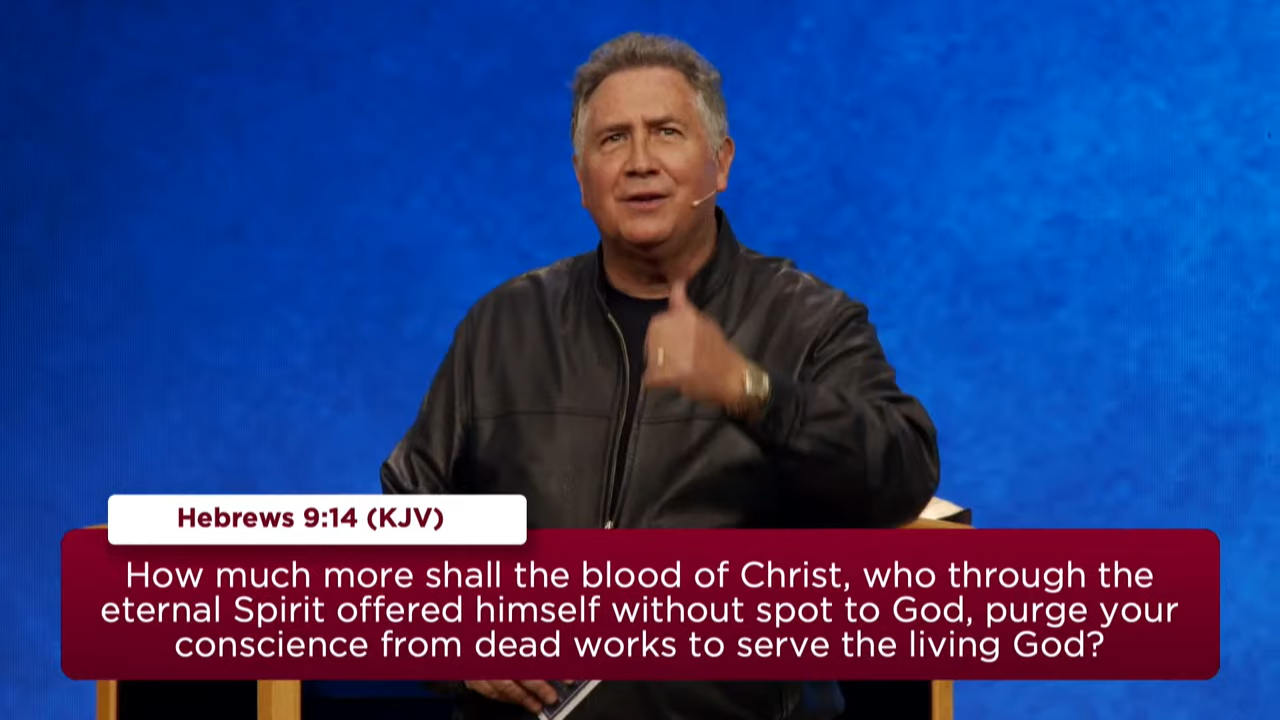 Hebrews 9:14 (KJV)
How much more shall the blood of Christ, who through the
eternal Spirit offered himself without spot to God, purge your
conscience from dead works to serve the living God?